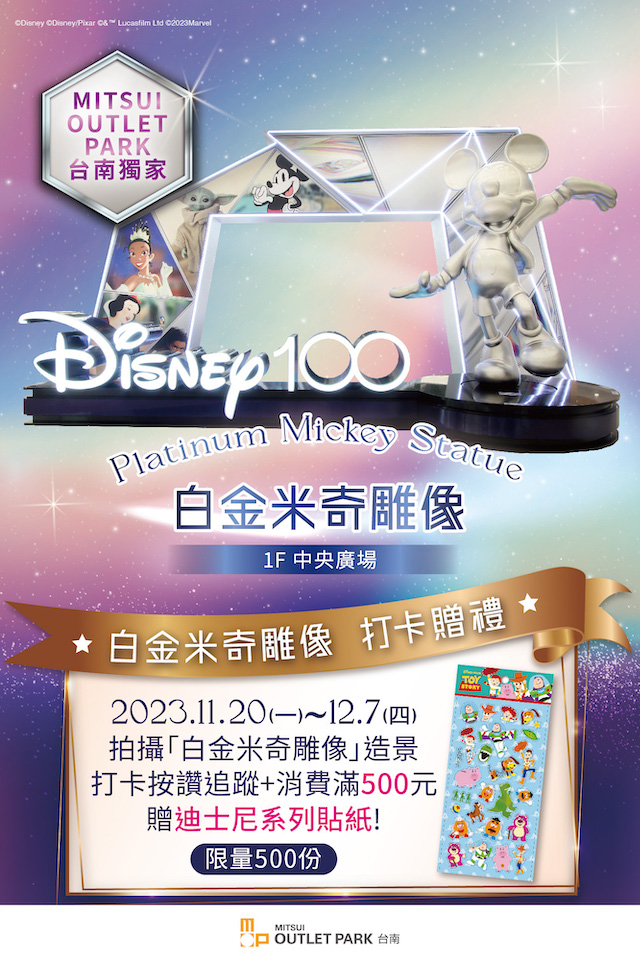 ©Disney ©Disney/Pixar ©&™ Lucasfilm Ltd ©2023Marvel
MITSUI
OUTLET
PARK
台南獨家
Disney 100
Platinum Mickey Statue
白金米奇雕像
1F 中央廣場
白金米奇雕像 打卡贈禮
2023.11.20(一)~12.7(四)
拍攝「白金米奇雕像」造景
打卡按讚追蹤+消費滿500元
贈迪士尼系列貼紙!
限量500份
TOY
STORY
MITSUI
OUTLET PARK 台南